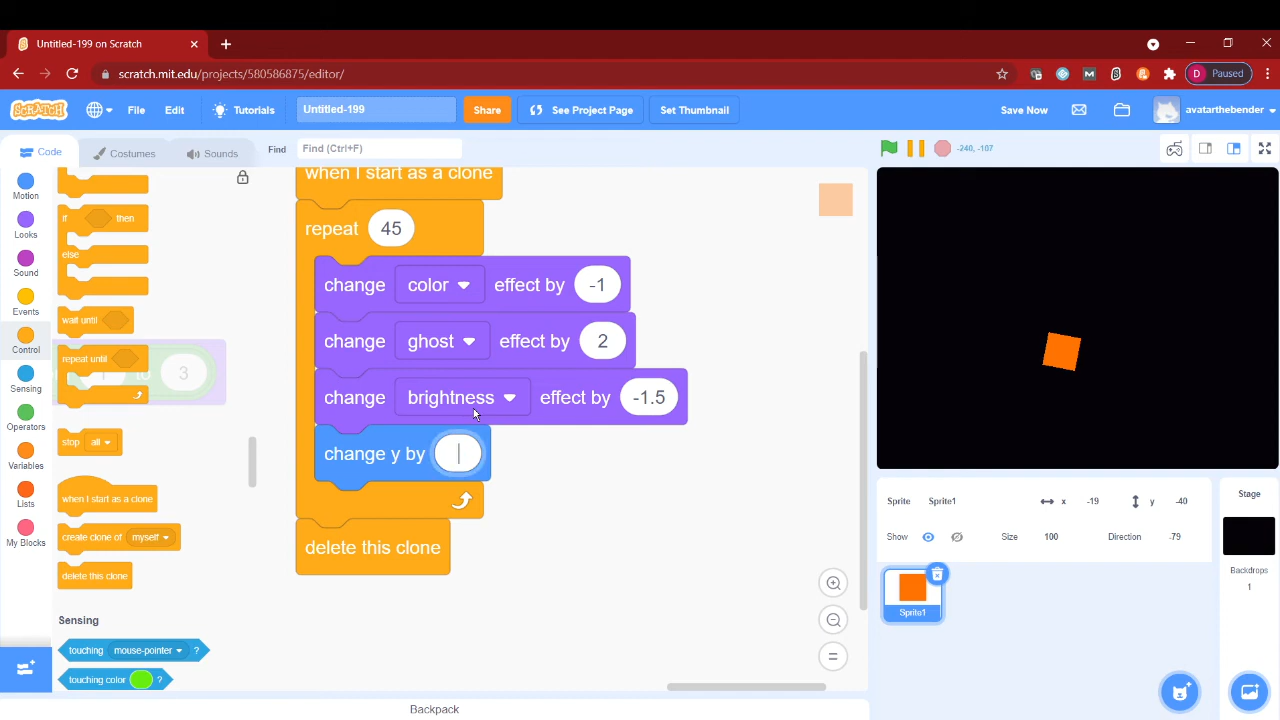 Untitled-199 on Scratch
scratch.mit.edu/projects/580586875/editor/
D Paused
SCRATCH File Edit Tutorials Untitled-199 Share See Project Page Set Thumbnail Save Now avatarthebender
Code Costumes Sounds Find Find (Ctrl+F) -240, -107
Motion
Looks
Sound
Events
Control
Sensing
Operators
Variables
Lists
My Blocks
if then
else
wait until
repeat until
to 3
stop all
when I start as a clone
create clone of myself
delete this clone
Sensing
touching mouse-pointer ?
touching color ?
when I start as a clone
repeat 45
change color effect by -1
change ghost effect by 2
change brightness effect by -1.5
change y by
delete this clone
Backpack
Sprite Sprite1 x -19 y -40
Show Size 100 Direction -79
Sprite1
Stage
Backdrops
1